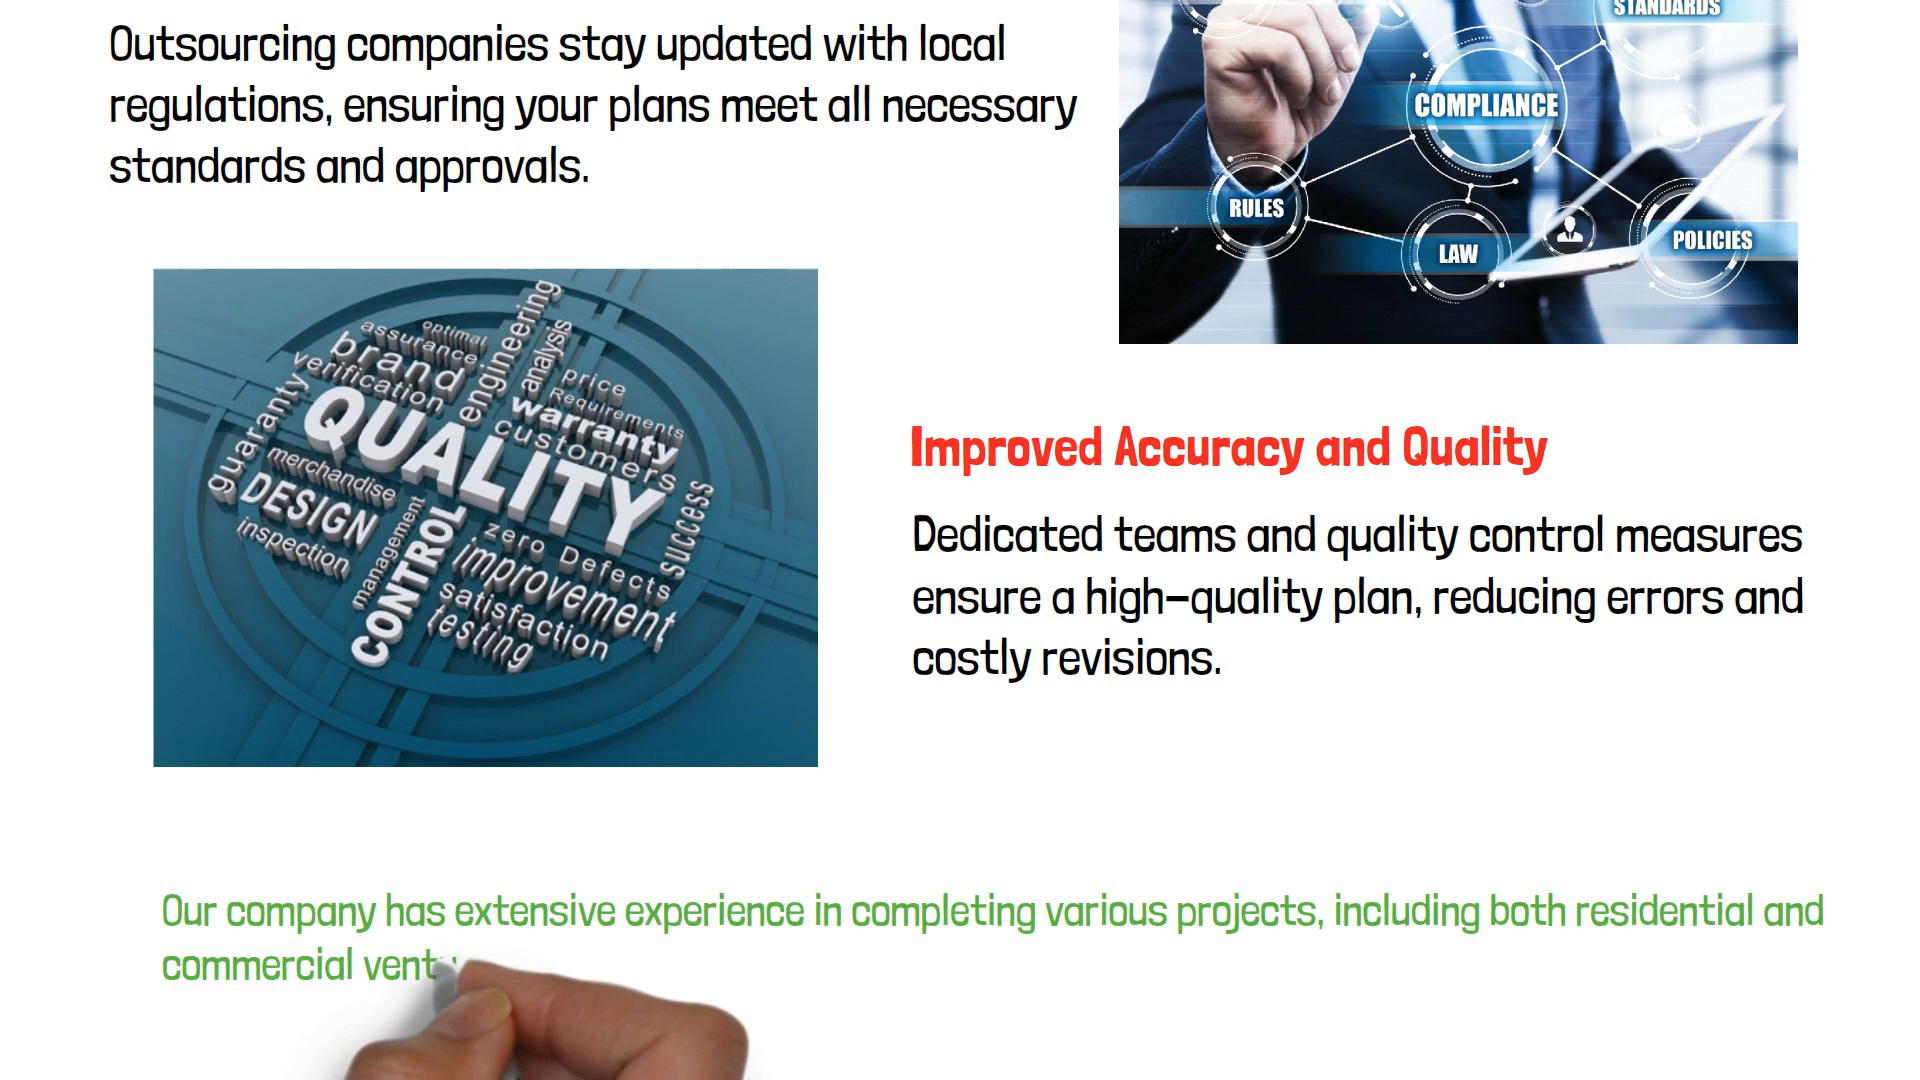 Outsourcing companies stay updated with local
regulations, ensuring your plans meet all necessary
standards and approvals.
STANDARDS
COMPLIANCE
RULES
LAW
POLICIES
optimal
assurance
brand
verification
engineering
analysis
price
Requirements
warranty
customers
guaranty
QUALITY
merchandise
DESIGN
inspection
management
CONTROL
zero Defects
improvement
satisfaction
testing
success
Improved Accuracy and Quality
Dedicated teams and quality control measures
ensure a high-quality plan, reducing errors and
costly revisions.
Our company has extensive experience in completing various projects, including both residential and
commercial